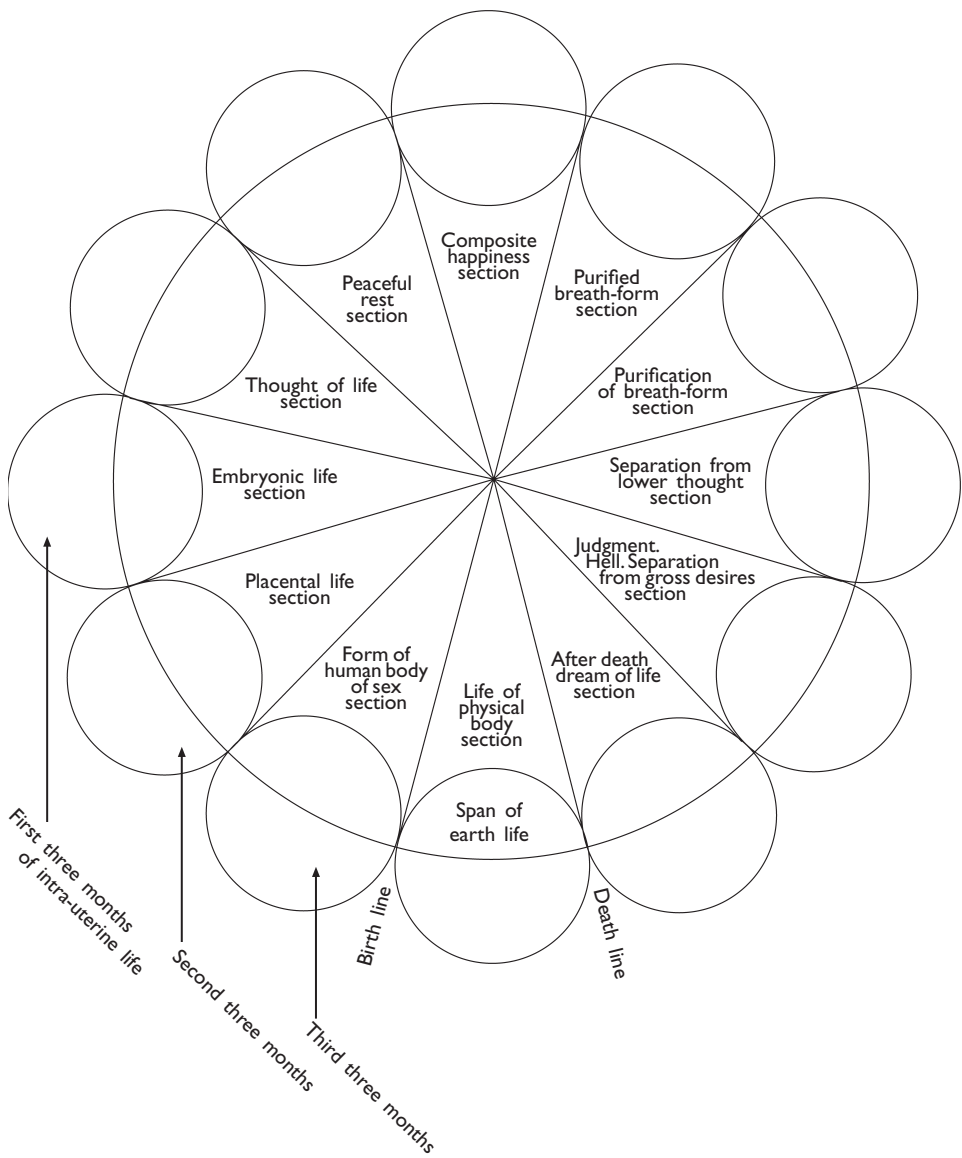 Composite
happiness
section
Purified
breath-form
section
Peaceful
rest
section
Purification
of breath-form
section
Thought of life
section
Separation from
lower thought
section
Embryonic life
section
Judgment.
Hell. Separation
from gross desires
section
Placental life
section
Form of
human body
of sex
section
After death
dream of life
section
Life of
physical
body
section
Span of
earth life
First three months
of intra-uterine life
Second three months
Third three months
Birth line
Death line